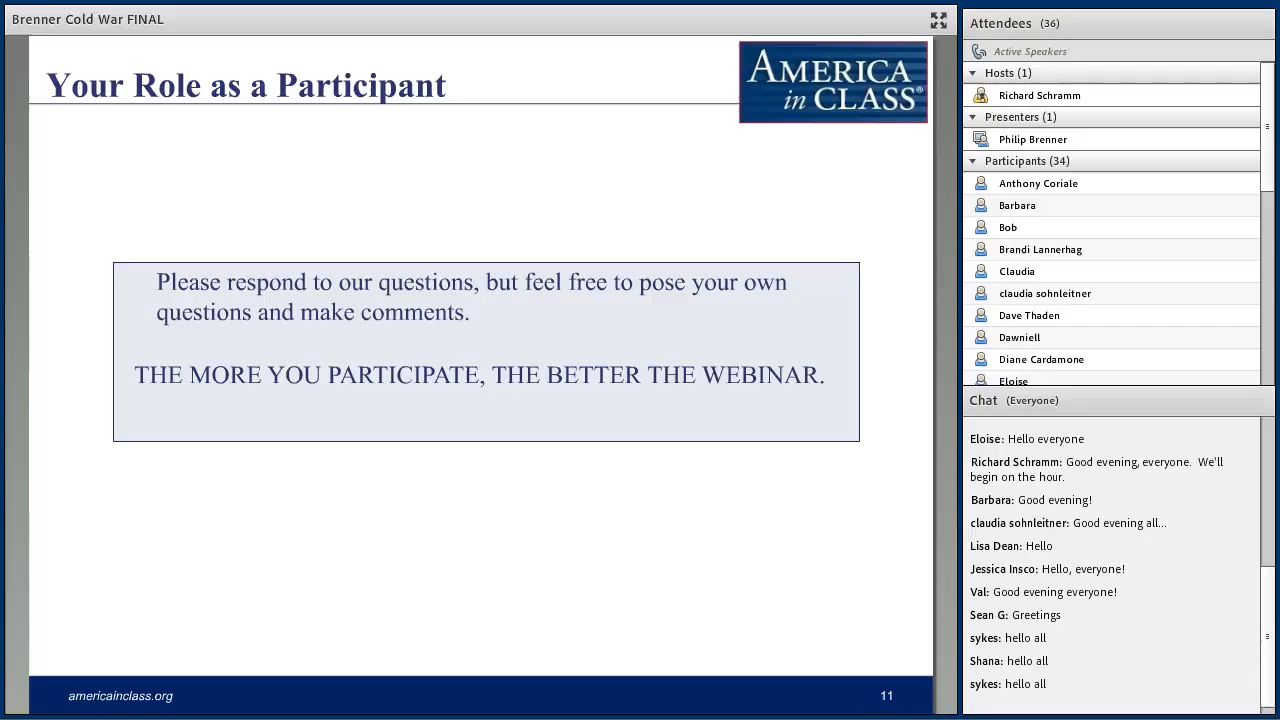 Brenner Cold War FINAL
Your Role as a Participant
AMERICA
in CLASS®
Please respond to our questions, but feel free to pose your own
questions and make comments.
THE MORE YOU PARTICIPATE, THE BETTER THE WEBINAR.
americainclass.org
11
Attendees (36)
Active Speakers
Hosts (1)
Richard Schramm
Presenters (1)
Philip Brenner
Participants (34)
Anthony Coriale
Barbara
Bob
Brandi Lannerhag
Claudia
claudia sohnleitner
Dave Thaden
Dawniell
Diane Cardamone
Eloise
Chat (Everyone)
Eloise: Hello everyone
Richard Schramm: Good evening, everyone. We'll
begin on the hour.
Barbara: Good evening!
claudia sohnleitner: Good evening all...
Lisa Dean: Hello
Jessica Insco: Hello, everyone!
Val: Good evening everyone!
Sean G: Greetings
sykes: hello all
Shana: hello all
sykes: hello all